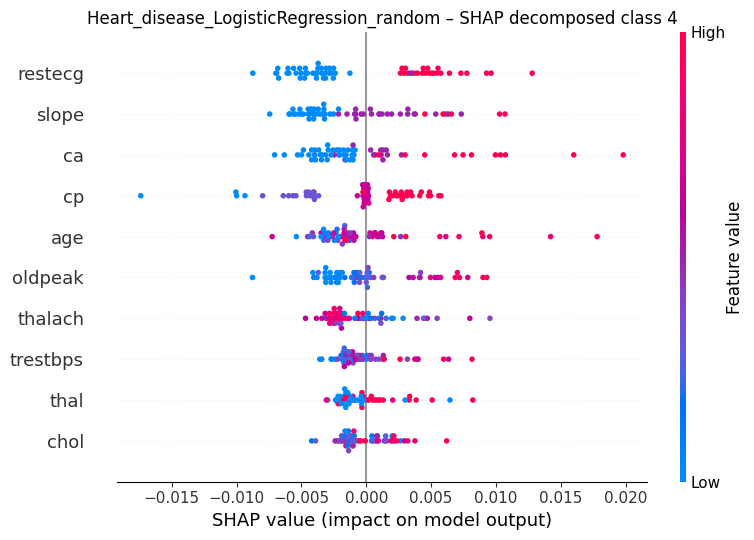 Heart_disease_LogisticRegression_random – SHAP decomposed class 4
High
restecg
slope
ca
cp
age
oldpeak
thalach
trestbps
thal
chol
Feature value
Low
−0.015 −0.010 −0.005 0.000 0.005 0.010 0.015 0.020
SHAP value (impact on model output)